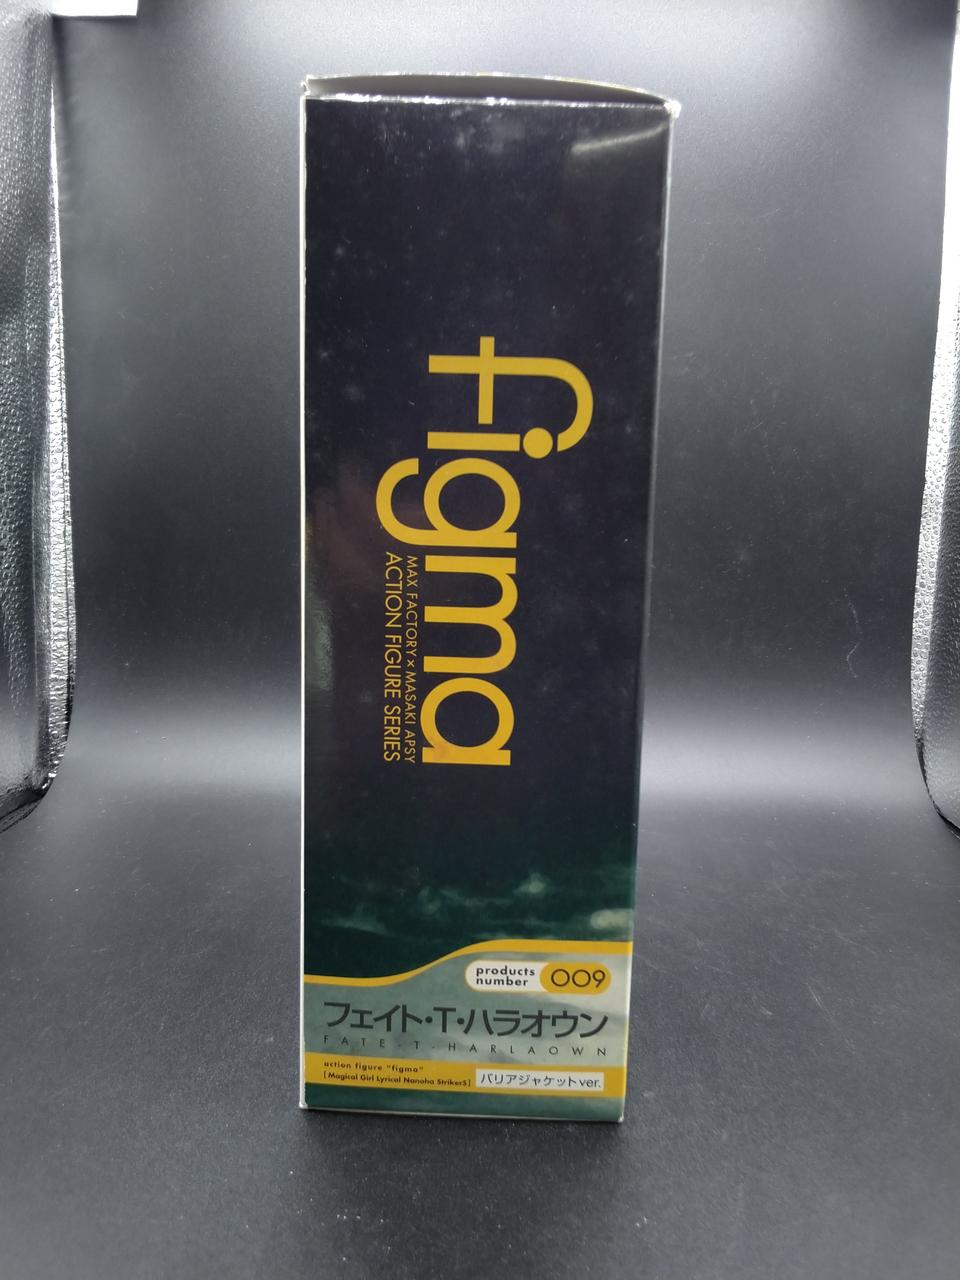 figma
MAX FACTORY × MASAKI APSY
ACTION FIGURE SERIES
products
number
009
フェイト・T・ハラオウン
FATE・T・HARLAOWN
action figure "figma"
[Magical Girl Lyrical Nanoha StrikerS]
バリアジャケットver.